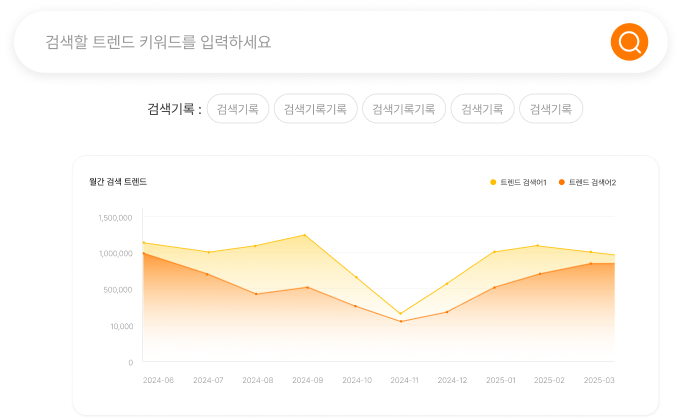 검색할 트렌드 키워드를 입력하세요
검색기록 : 검색기록 검색기록기록 검색기록기록 검색기록 검색기록
월간 검색 트렌드
트렌드 검색어1 트렌드 검색어2
1,500,000
1,000,000
500,000
10,000
0
2024-06 2024-07 2024-08 2024-09 2024-10 2024-11 2024-12 2025-01 2025-02 2025-03